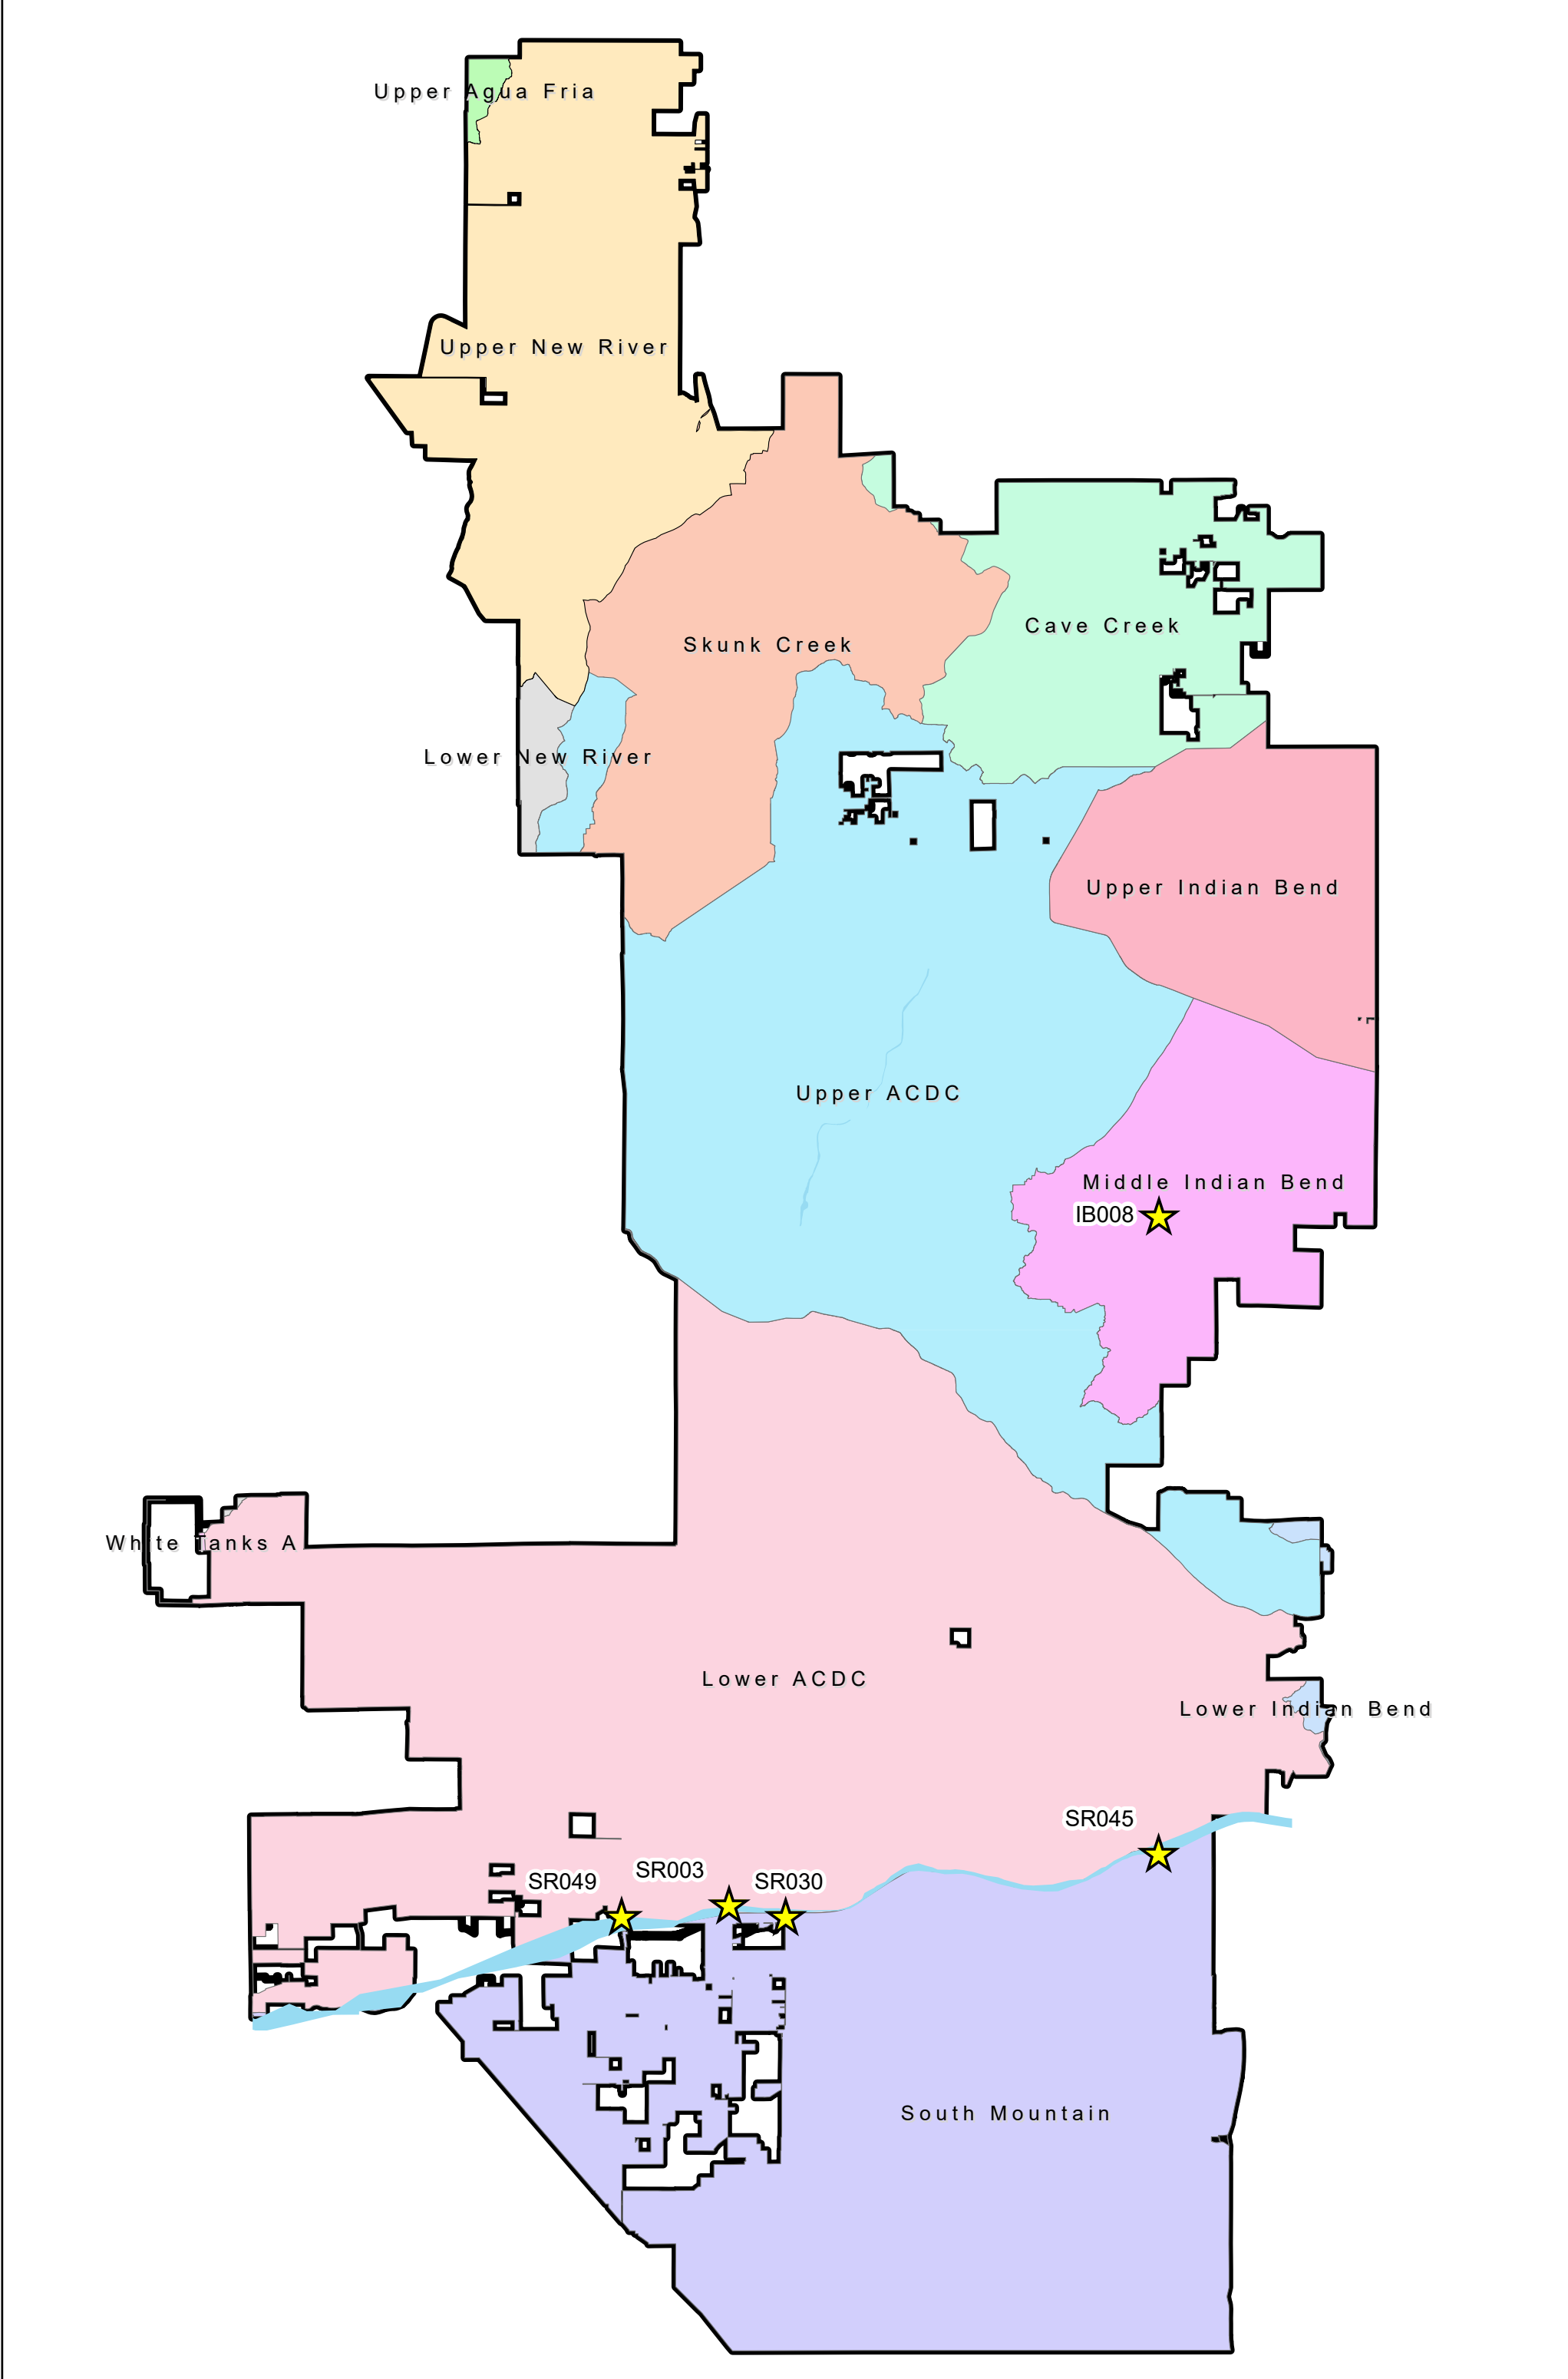 Upper Agua Fria
Upper New River
Cave Creek
Skunk Creek
Lower New River
Upper Indian Bend
Upper ACDC
Middle Indian Bend
IB008
White Tanks A
Lower ACDC
Lower Indian Bend
SR045
SR003
SR049
SR030
South Mountain